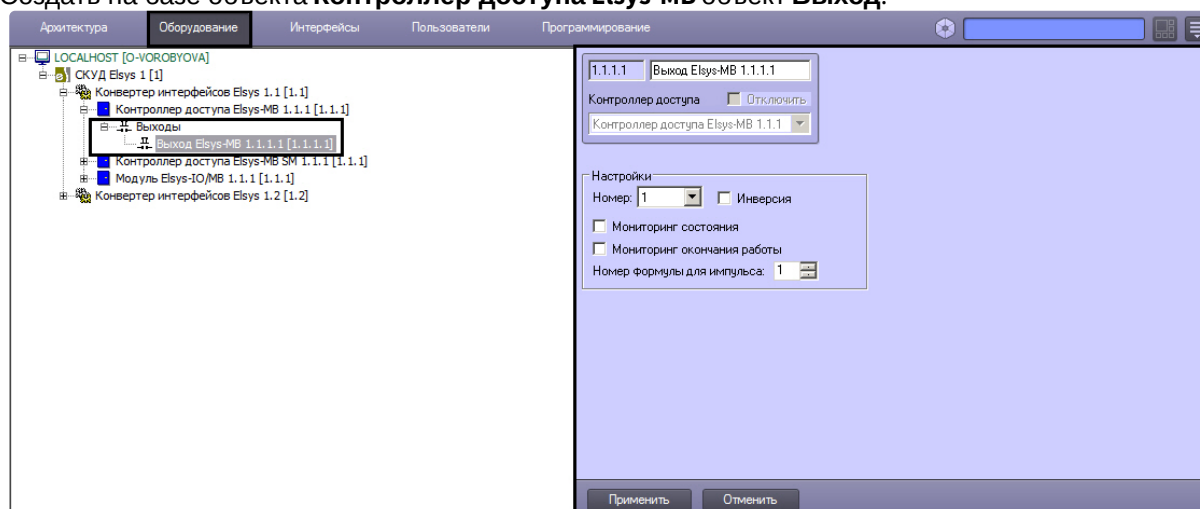 Создать на базе объекта Контроллер доступа Elsys-MB объект Выход.
Архитектура Оборудование Интерфейсы Пользователи Программирование
LOCALHOST [O-VOROBYOVA]
СКУД Elsys 1 [1]
Конвертер интерфейсов Elsys 1.1 [1.1]
Контроллер доступа Elsys-MB 1.1.1 [1.1.1]
Выходы
Выход Elsys-MB 1.1.1.1 [1.1.1.1]
Контроллер доступа Elsys-MB SM 1.1.1 [1.1.1]
Модуль Elsys-IO/MB 1.1.1 [1.1.1]
Конвертер интерфейсов Elsys 1.2 [1.2]
1.1.1.1 Выход Elsys-MB 1.1.1.1
Контроллер доступа Отключить
Контроллер доступа Elsys-MB 1.1.1
Настройки
Номер: 1 Инверсия
Мониторинг состояния
Мониторинг окончания работы
Номер формулы для импульса: 1
Применить Отменить